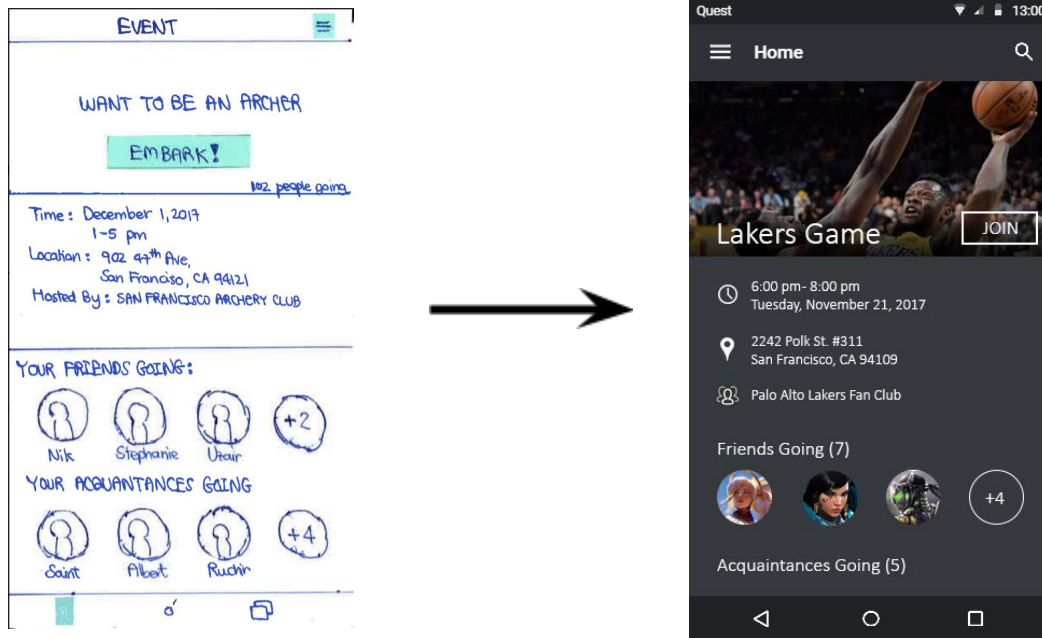 EVENT
WANT TO BE AN ARCHER
EMBARK!
102 people going
Time: December 1, 2017
1-5 pm
Location: 902 47th Ave,
San Franciso, CA 94121
Hosted By: SAN FRANCISCO ARCHERY CLUB
YOUR FRIENDS GOING:
+2
Nik Stephanie Uzair
YOUR ACQUANTANCES GOING
+4
Saint Albert Ruchir
Quest 13:00
Home
Lakers Game JOIN
6:00 pm- 8:00 pm
Tuesday, November 21, 2017
2242 Polk St. #311
San Francisco, CA 94109
Palo Alto Lakers Fan Club
Friends Going (7)
+4
Acquaintances Going (5)